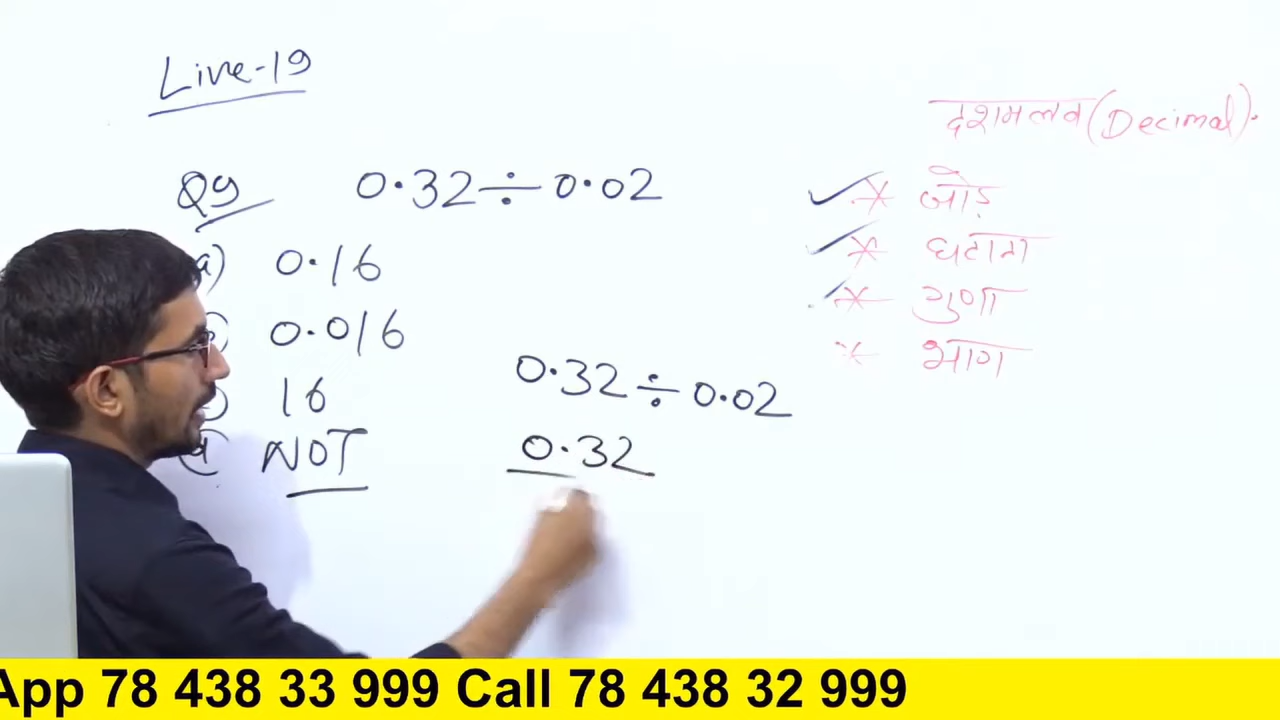 Live-19
Q9 0.32 ÷ 0.02
a) 0.16
0.016
16
NOT
0.32 ÷ 0.02
0.32
दशमलव (Decimal).
* जोड़
* घटाना
* गुणा
* भाग
App 78 438 33 999 Call 78 438 32 999